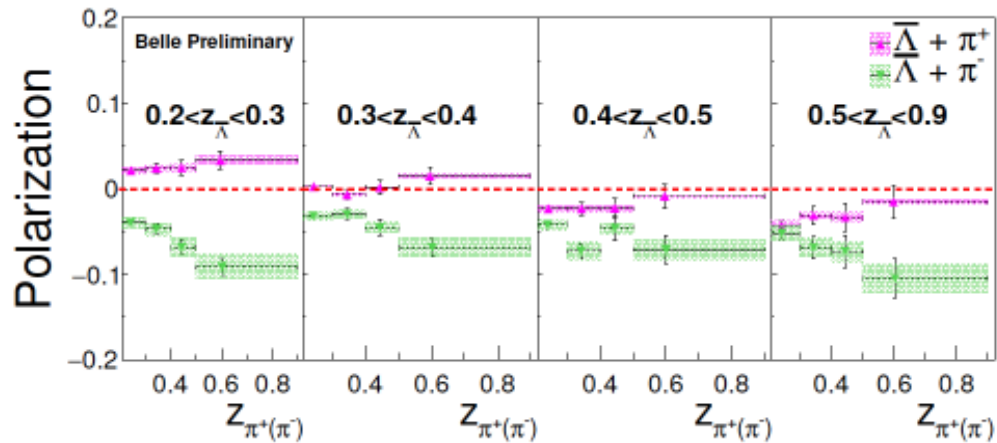 Polarization
0.2
0.1
0
−0.1
−0.2
Belle Preliminary
Λ̅ + π⁺
Λ̅ + π⁻
0.2<z_Λ̅<0.3
0.3<z_Λ̅<0.4
0.4<z_Λ̅<0.5
0.5<z_Λ̅<0.9
0.4 0.6 0.8
0.4 0.6 0.8
0.4 0.6 0.8
0.4 0.6 0.8
z_π⁺(π⁻)
z_π⁺(π⁻)
z_π⁺(π⁻)
z_π⁺(π⁻)